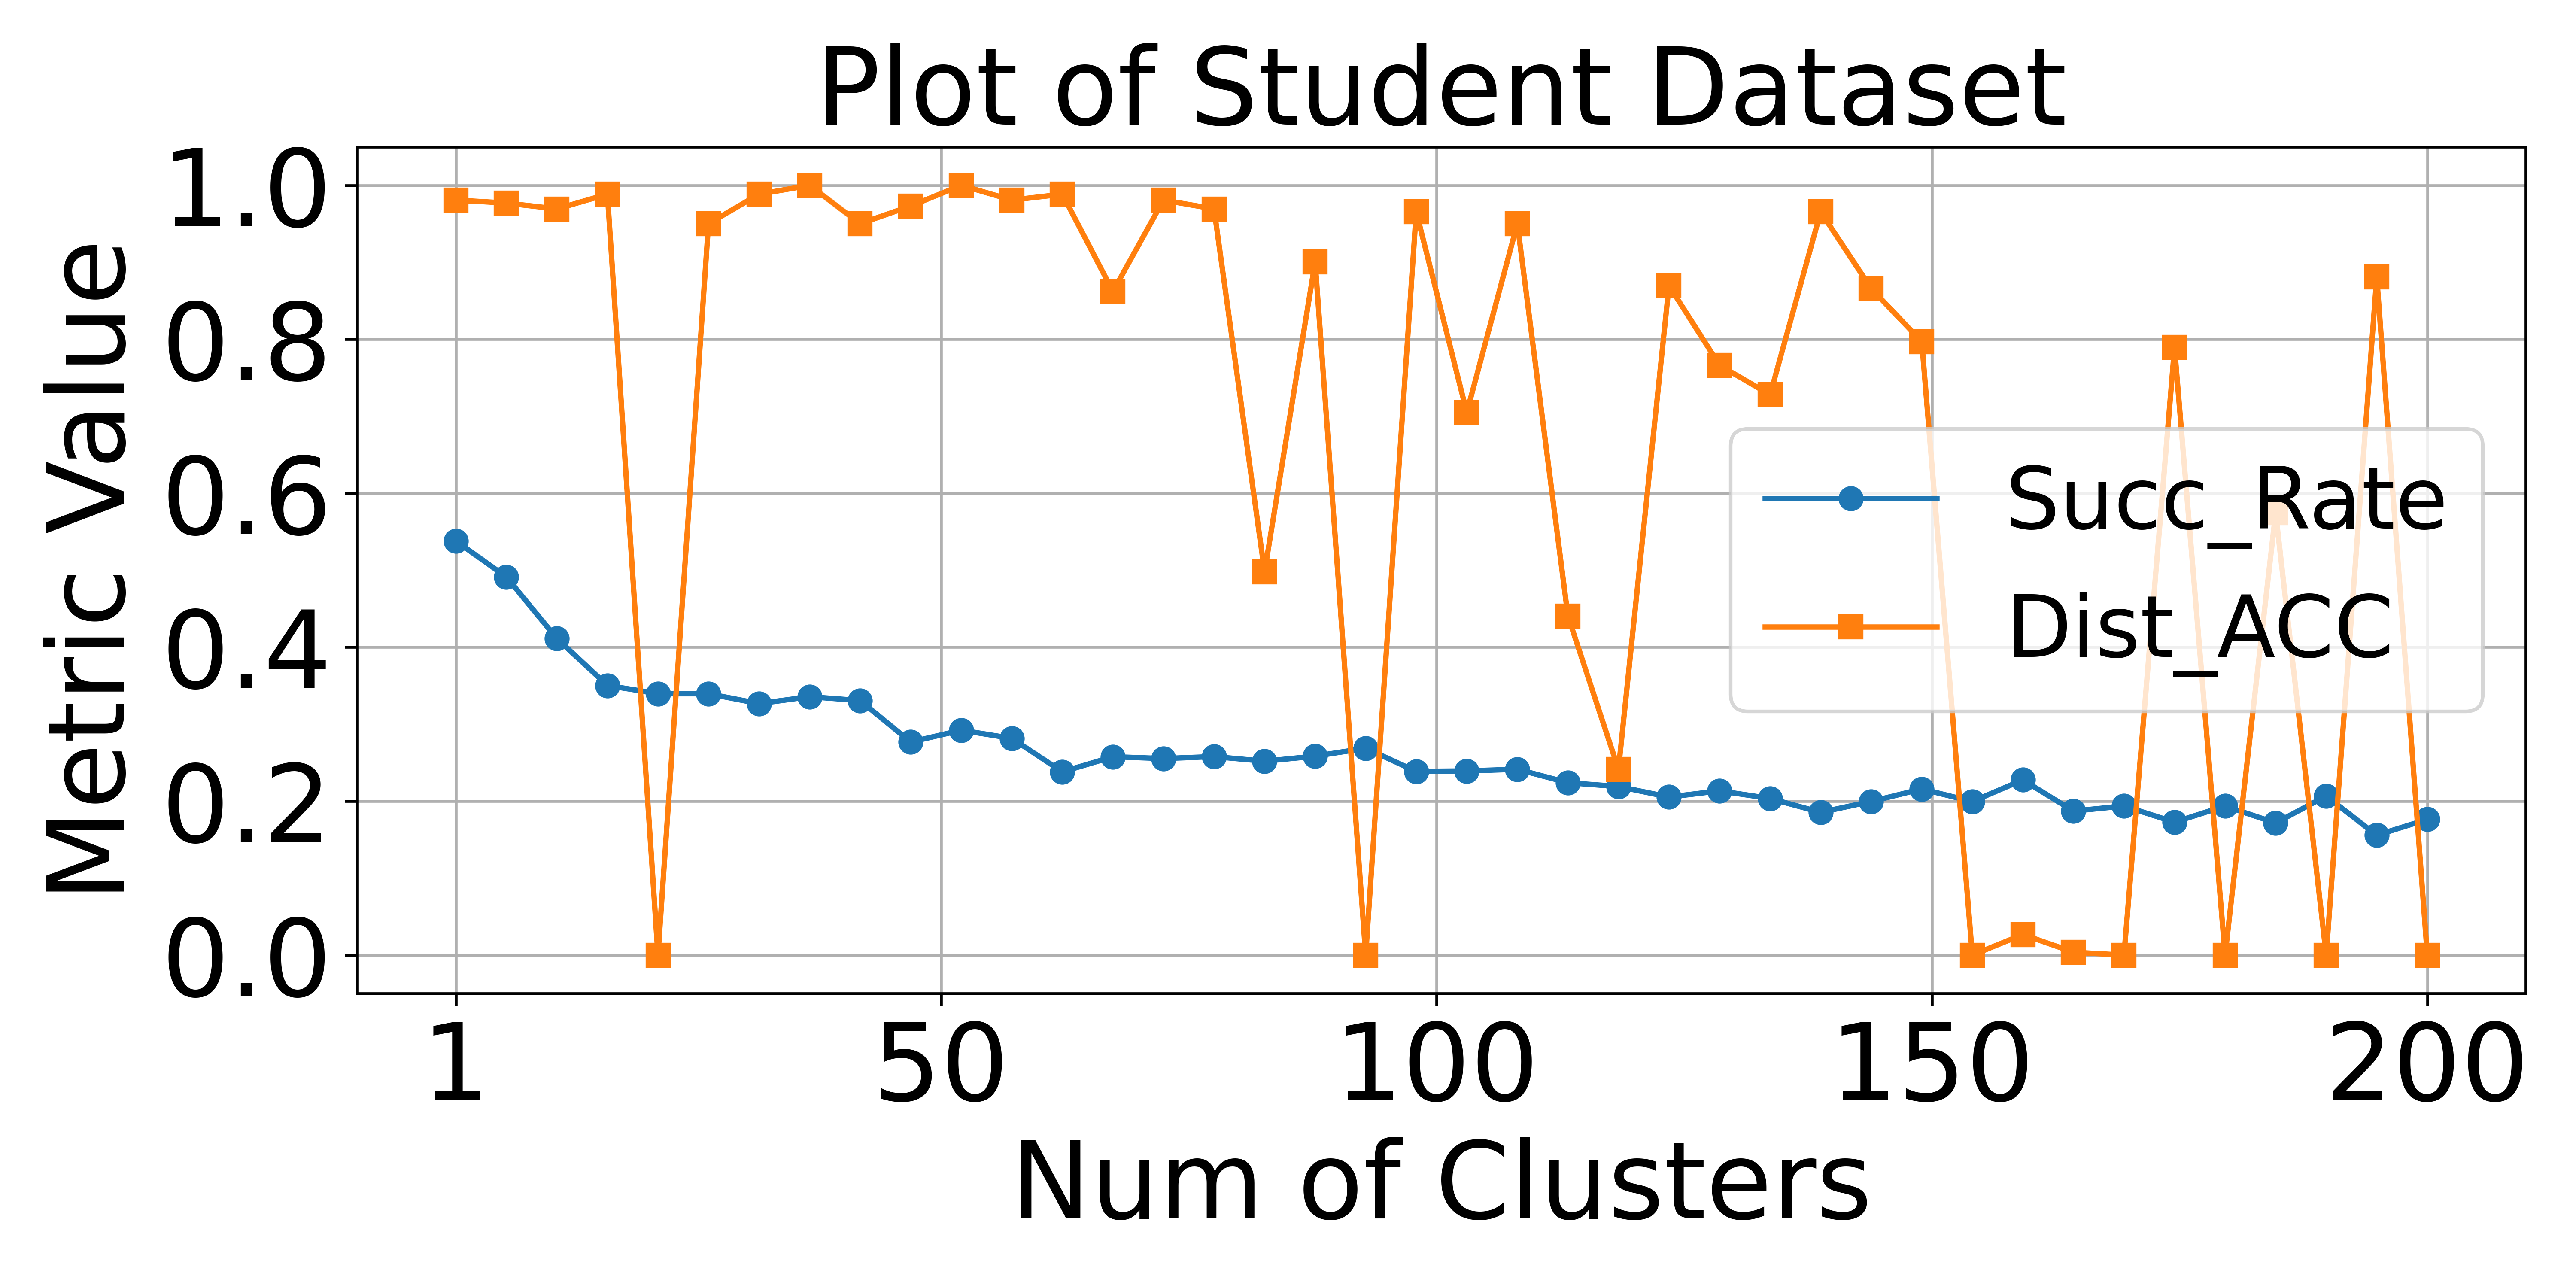 Plot of Student Dataset
Metric Value
1.0
0.8
0.6
0.4
0.2
0.0
Succ_Rate
Dist_ACC
1 50 100 150 200
Num of Clusters